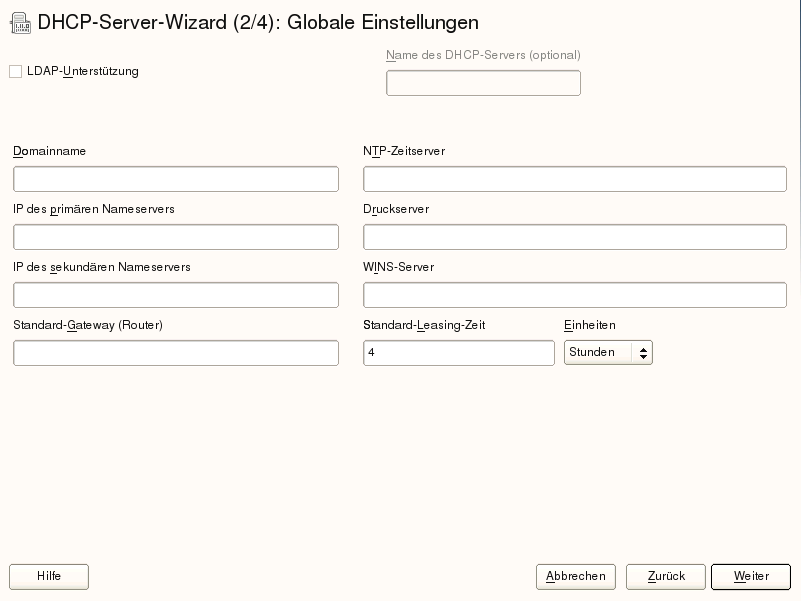 DHCP-Server-Wizard (2/4): Globale Einstellungen
Name des DHCP-Servers (optional)
LDAP-Unterstützung
Domainname
NTP-Zeitserver
IP des primären Nameservers
Druckserver
IP des sekundären Nameservers
WINS-Server
Standard-Gateway (Router)
Standard-Leasing-Zeit
Einheiten
4
Stunden
Hilfe
Abbrechen
Zurück
Weiter